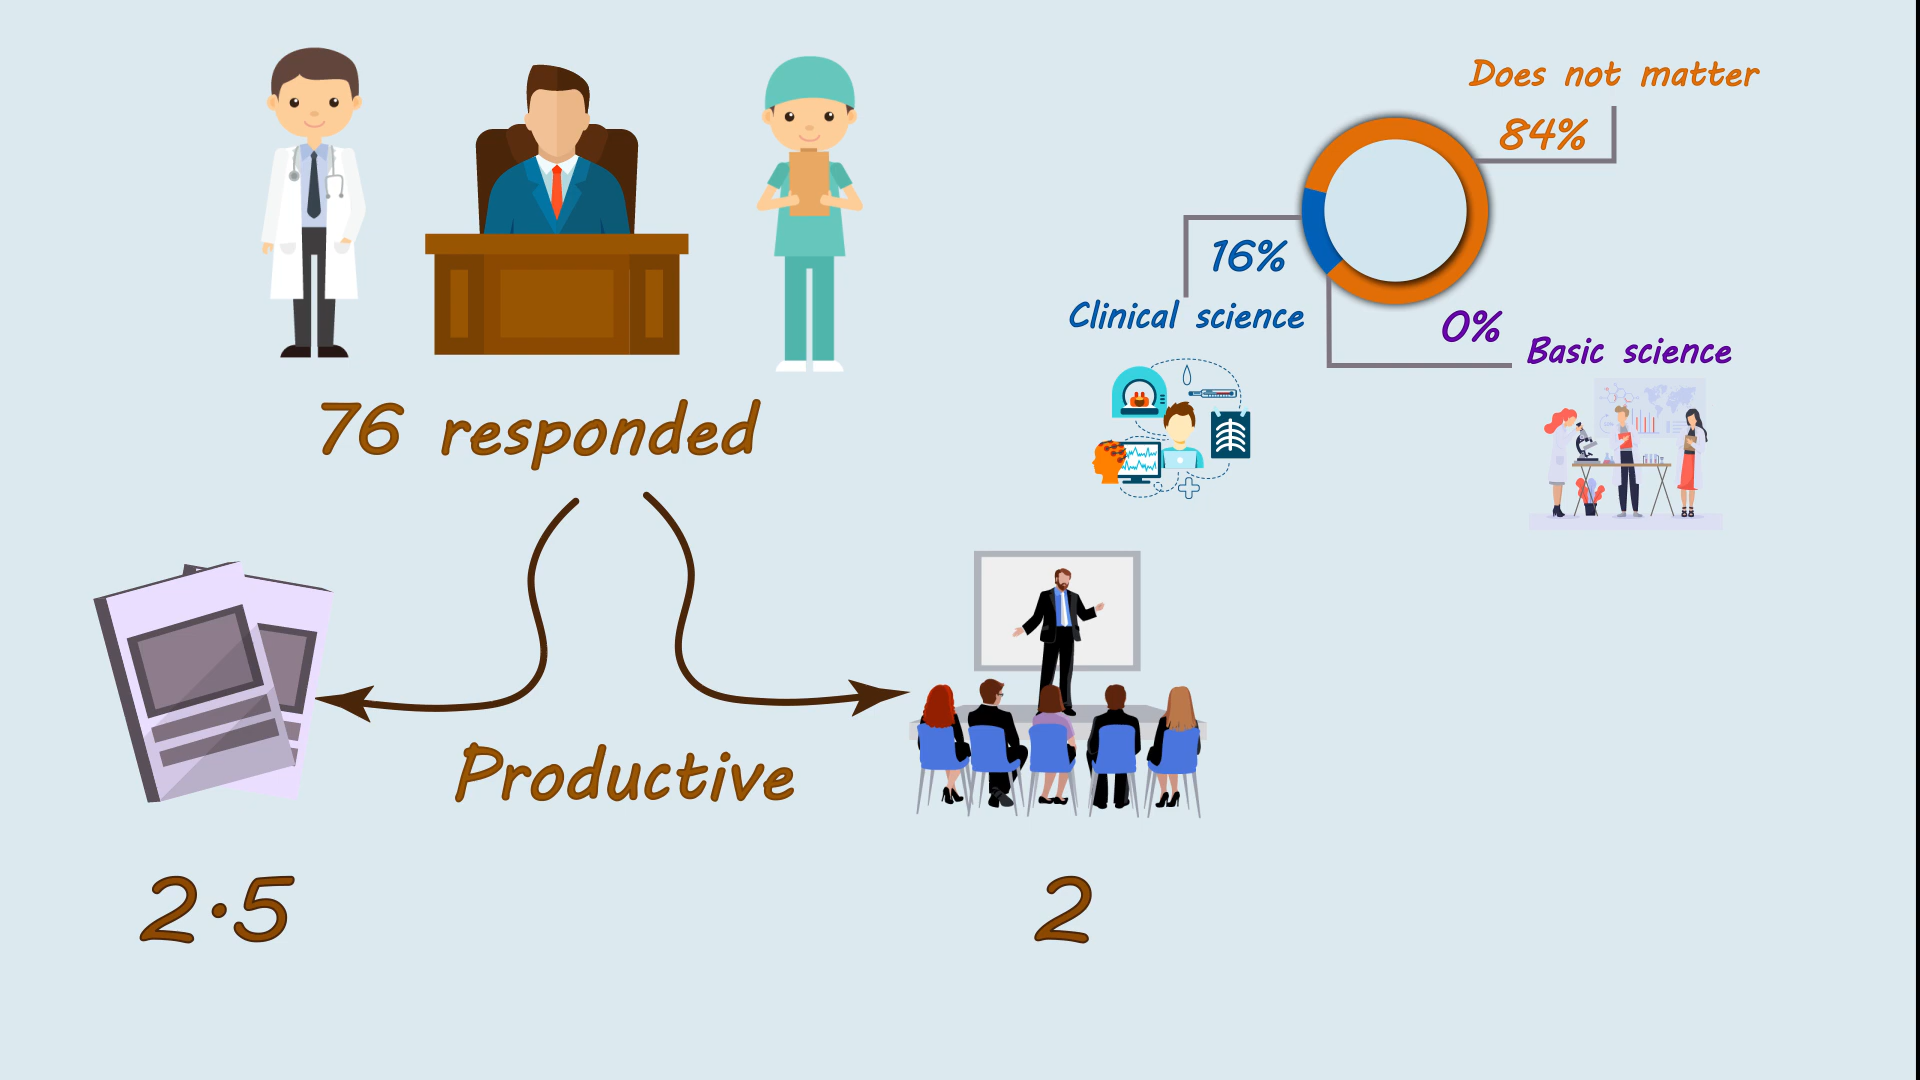 76 responded
Productive
2.5
2
Does not matter
84%
16%
Clinical science
0%
Basic science